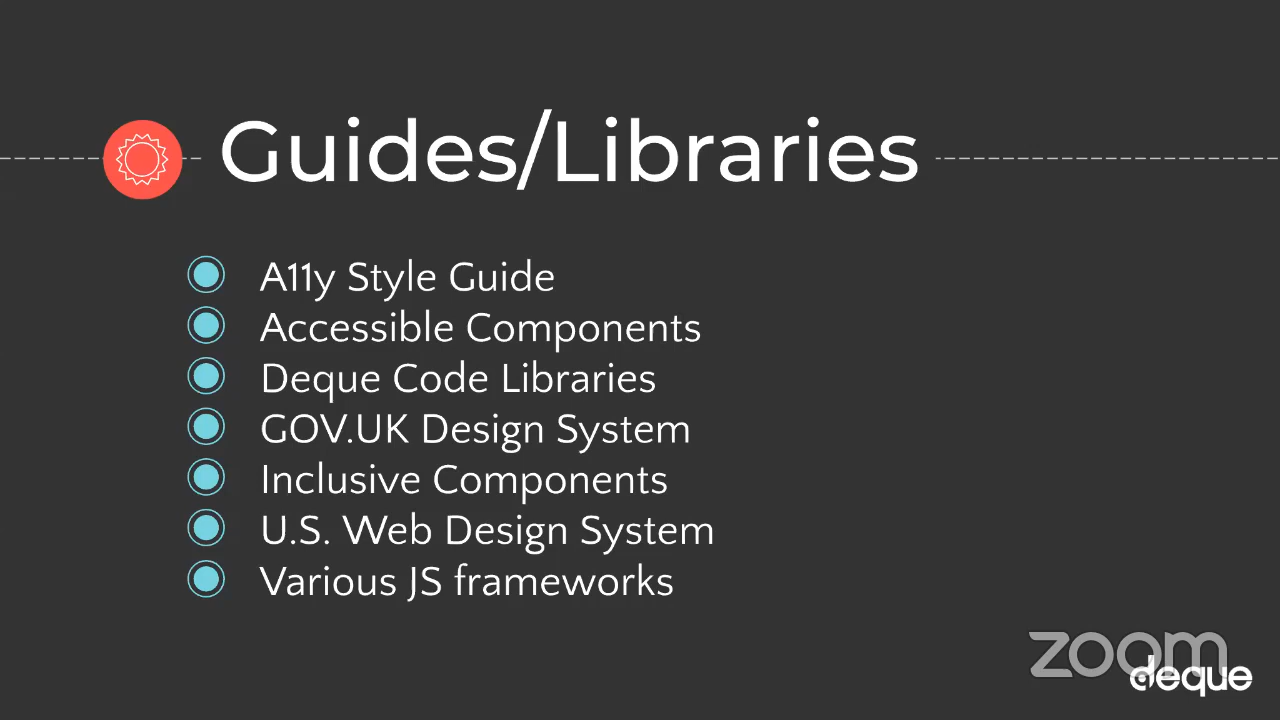 Guides/Libraries
A11y Style Guide
Accessible Components
Deque Code Libraries
GOV.UK Design System
Inclusive Components
U.S. Web Design System
Various JS frameworks
zoom
deque